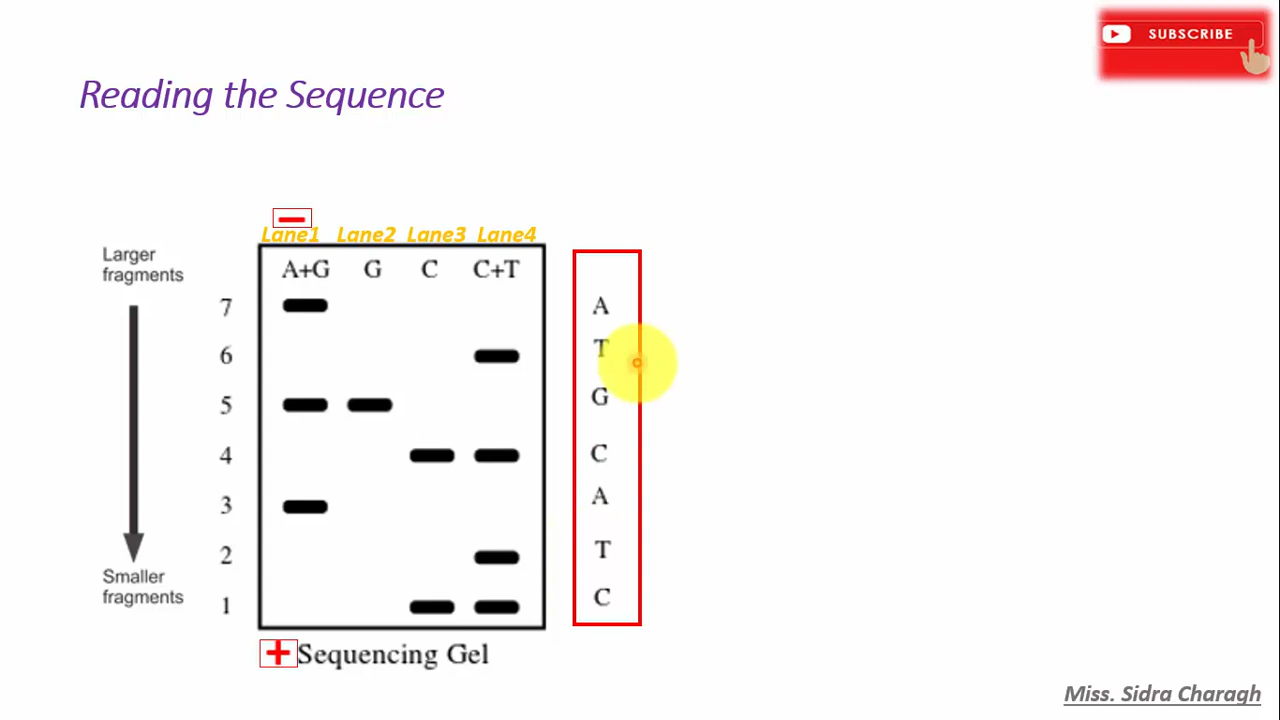 SUBSCRIBE
Reading the Sequence
Lane1 Lane2 Lane3 Lane4
Larger
fragments
A+G G C C+T
7 A
6 T
5 G
4 C
3 A
2 T
Smaller
fragments
1 C
+ Sequencing Gel
Miss. Sidra Charagh